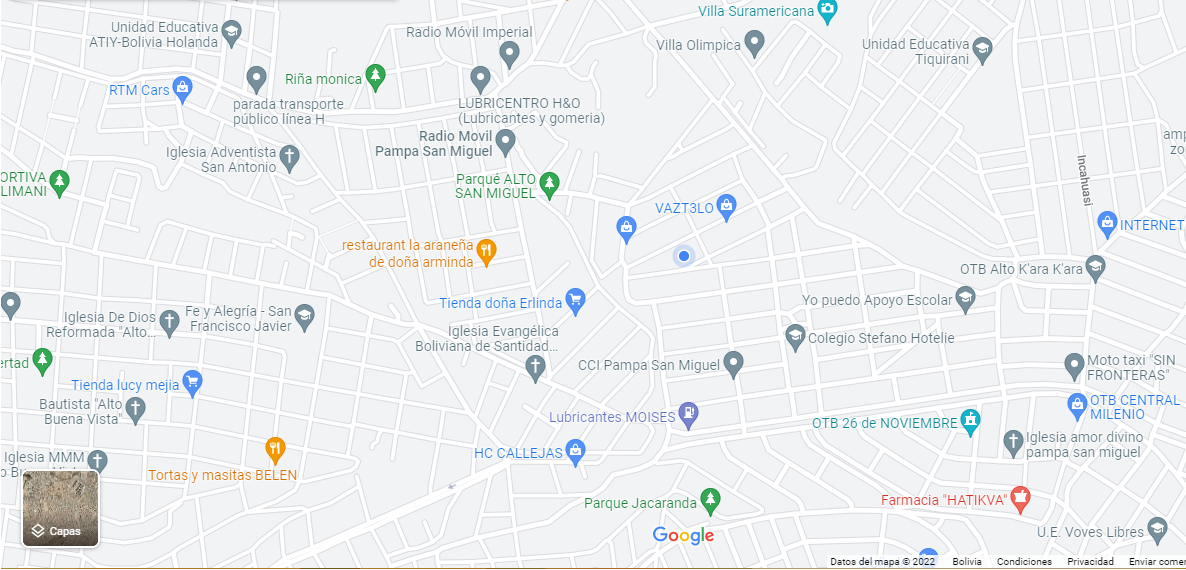 Villa Suramericana
Unidad Educativa
ATIY-Bolivia Holanda
Radio Móvil Imperial
Villa Olimpica
Unidad Educativa
Tiquirani
Riña monica
RTM Cars
parada transporte
público línea H
LUBRICENTRO H&O
(Lubricantes y gomeria)
Radio Movil
Pampa San Miguel
Iglesia Adventista
San Antonio
amp
zo
Incahuasi
ORTIVA
LIMANI
Parqué ALTO
SAN MIGUEL
VAZT3LO
INTERNET
restaurant la araneña
de doña arminda
OTB Alto K'ara K'ara
Tienda doña Erlinda
Yo puedo Apoyo Escolar
Fe y Alegría - San
Francisco Javier
Iglesia De Dios
Reformada "Alto...
Iglesia Evangélica
Boliviana de Santidad...
Colegio Stefano Hotelie
CCI Pampa San Miguel
Moto taxi "SIN
FRONTERAS"
ertad
Tienda lucy mejia
Bautista "Alto
Buena Vista"
OTB CENTRAL
MILENIO
Lubricantes MOISES
OTB 26 de NOVIEMBRE
Iglesia amor divino
pampa san miguel
Iglesia MMM
o Bu
HC CALLEJAS
Tortas y masitas BELEN
Parque Jacaranda
Farmacia "HATIKVA"
Capas
Google
U.E. Voves Libres
Datos del mapa © 2022 Bolivia Condiciones Privacidad Enviar comer